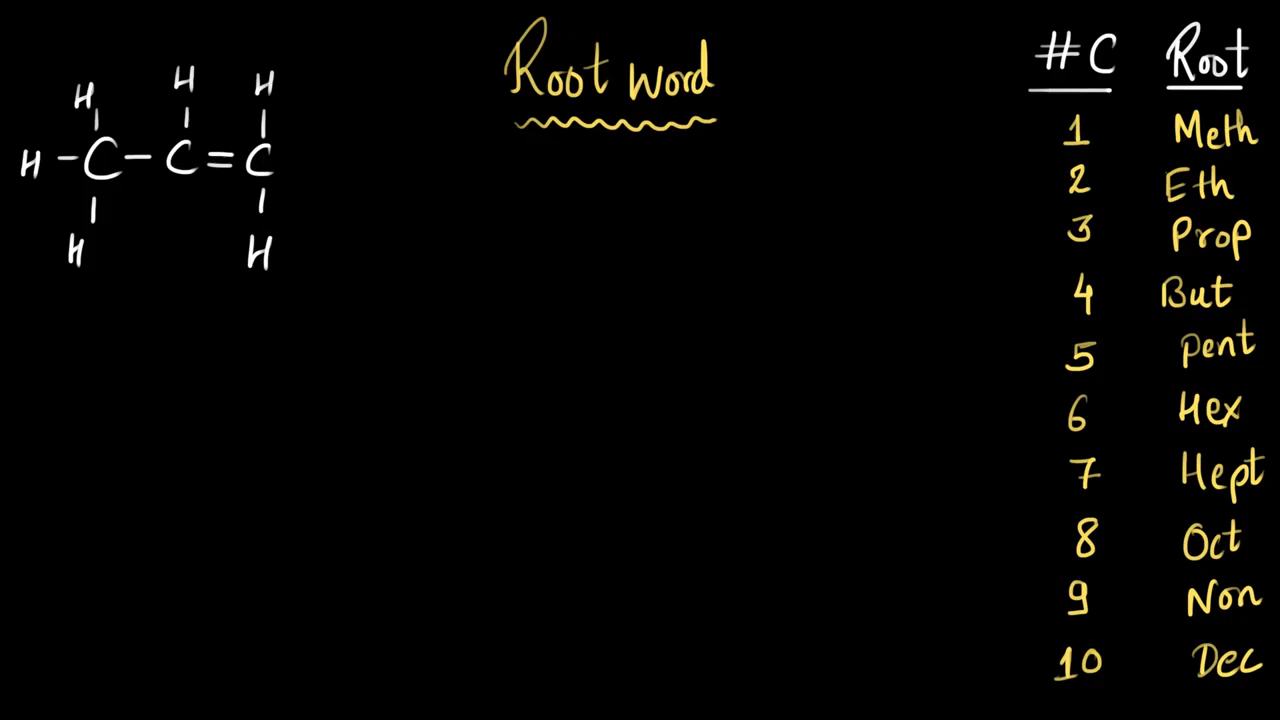 Root word
#C Root
1 Meth
2 Eth
3 Prop
4 But
5 Pent
6 Hex
7 Hept
8 Oct
9 Non
10 Dec
H H H
H-C-C=C
H H